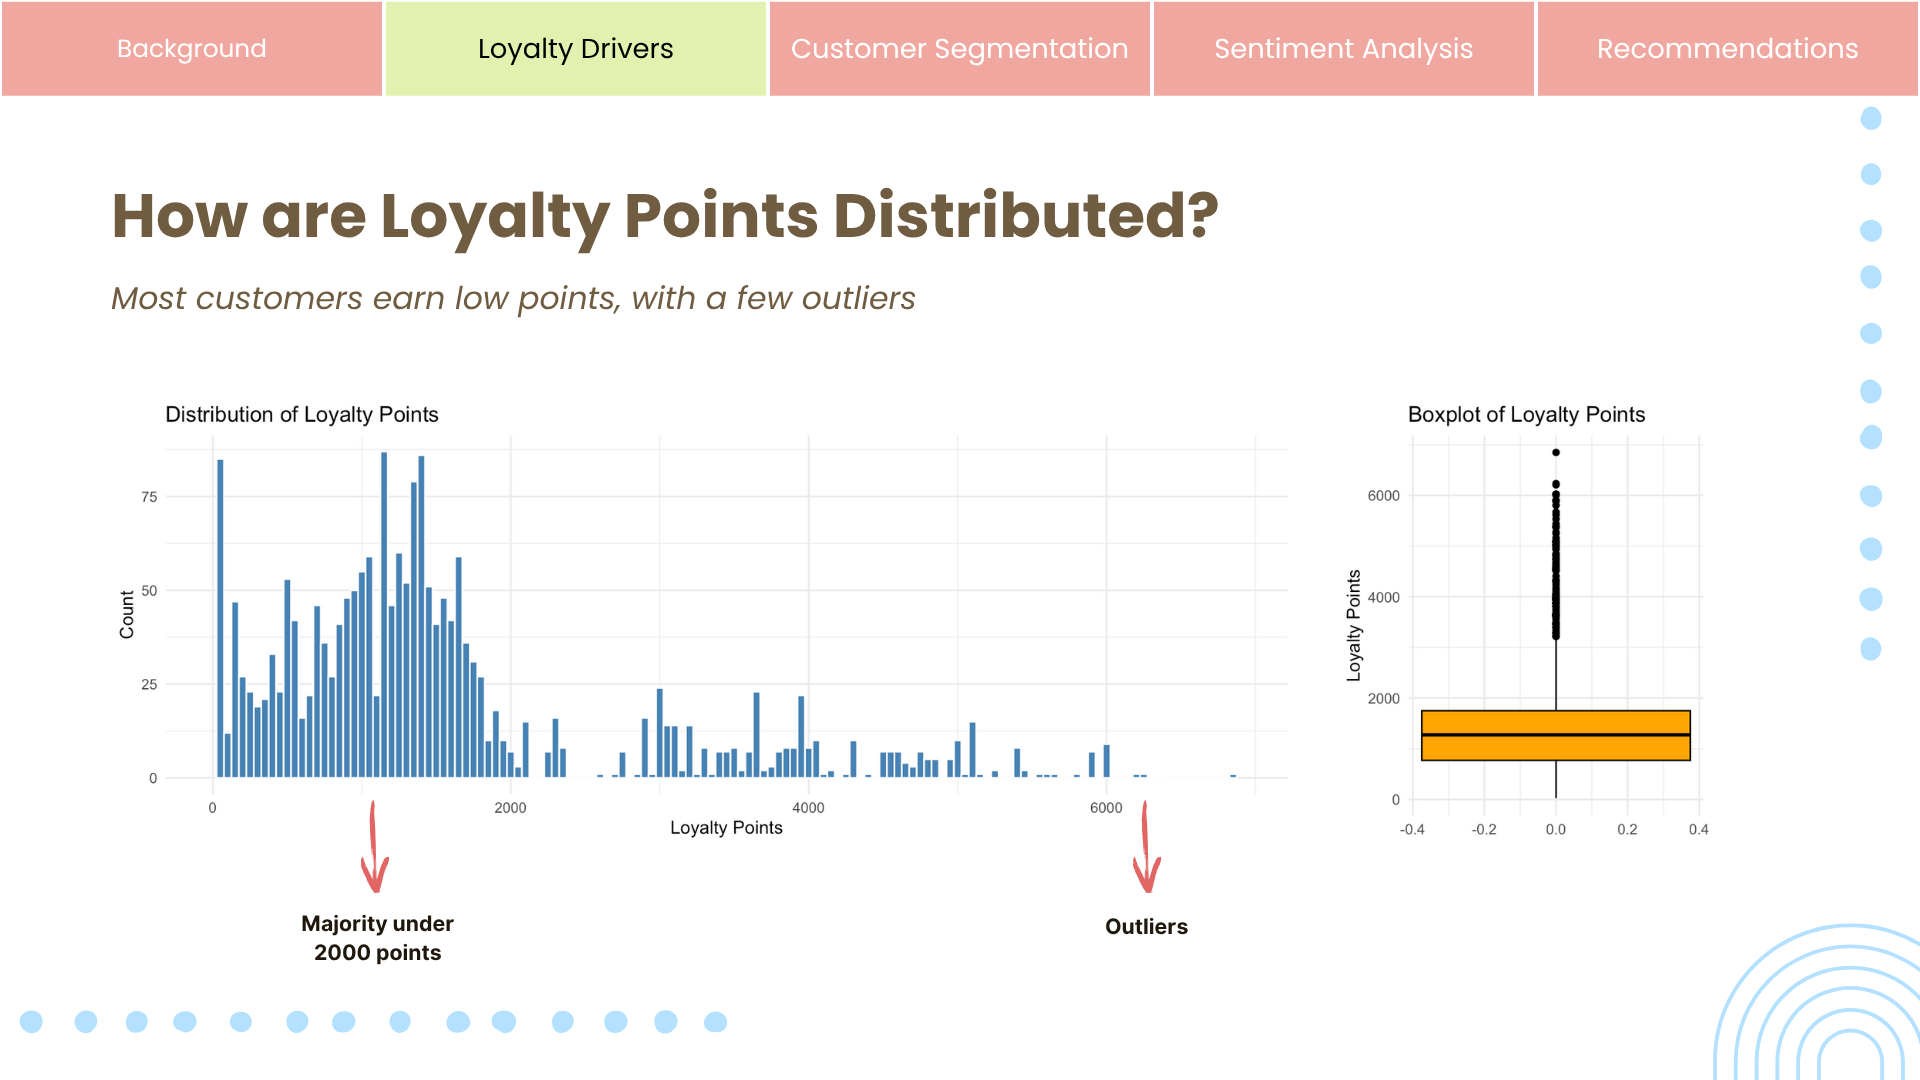 Background
Loyalty Drivers
Customer Segmentation
Sentiment Analysis
Recommendations
How are Loyalty Points Distributed?
Most customers earn low points, with a few outliers
Distribution of Loyalty Points
75
50
25
0
Count
0
2000
4000
6000
Loyalty Points
Majority under
2000 points
Outliers
Boxplot of Loyalty Points
6000
4000
2000
0
Loyalty Points
-0.4
-0.2
0.0
0.2
0.4